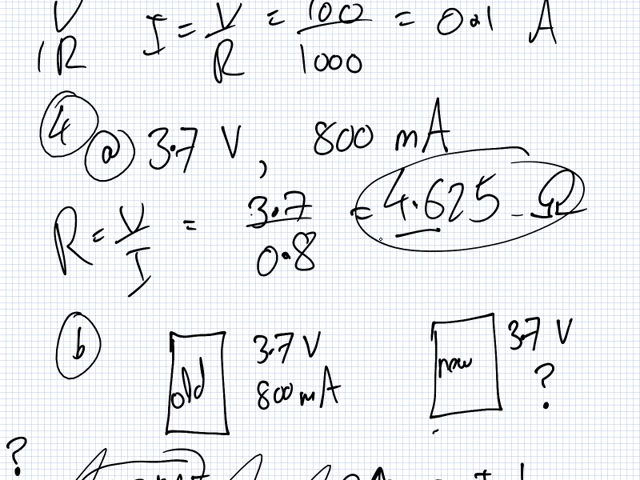 V
I R I = V/R = 100/1000 = 0.1 A
4 a 3.7 V, 800 mA
R = V/I = 3.7/0.8 = 4.625 Ω
b old 3.7 V 800 mA new 3.7 V ?
?